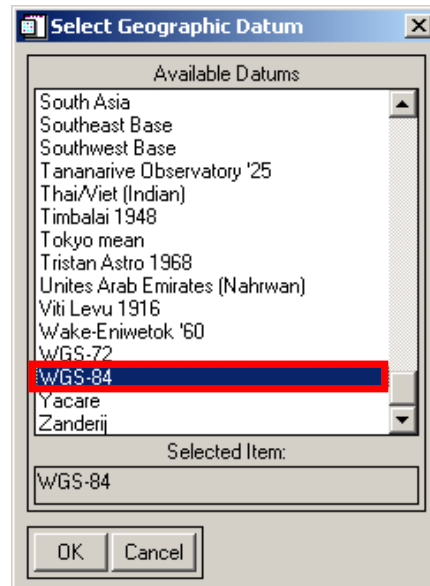 Select Geographic Datum
Available Datums
South Asia
Southeast Base
Southwest Base
Tananarive Observatory '25
Thai/Viet (Indian)
Timbalai 1948
Tokyo mean
Tristan Astro 1968
Unites Arab Emirates (Nahrwan)
Viti Levu 1916
Wake-Eniwetok '60
WGS-72
WGS-84
Yacare
Zanderij
Selected Item:
WGS-84
OK Cancel